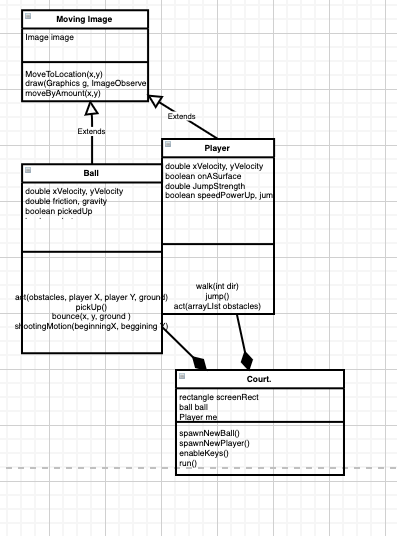 Moving Image
Image image
MoveToLocation(x,y)
draw(Graphics g, ImageObserve
moveByAmount(x,y)
Extends
Extends
Player
double xVelocity, yVelocity
boolean onASurface
double JumpStrength
boolean speedPowerUp, jum
walk(int dir)
jump()
act(arrayLIst obstacles)
Ball
double xVelocity, yVelocity
double friction, gravity
boolean pickedUp
act(obstacles, player X, player Y, ground)
pickUp()
bounce(x, y, ground )
shootingMotion(beginningX, beggining Y)
Court.
rectangle screenRect
ball ball
Player me
spawnNewBall()
spawnNewPlayer()
enableKeys()
run()